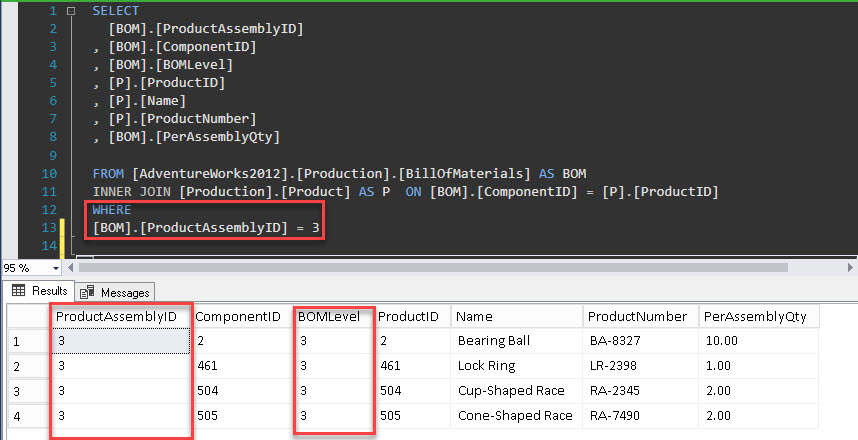 1 SELECT
2 [BOM].[ProductAssemblyID]
3 , [BOM].[ComponentID]
4 , [BOM].[BOMLevel]
5 , [P].[ProductID]
6 , [P].[Name]
7 , [P].[ProductNumber]
8 , [BOM].[PerAssemblyQty]
9
10 FROM [AdventureWorks2012].[Production].[BillOfMaterials] AS BOM
11 INNER JOIN [Production].[Product] AS P  ON [BOM].[ComponentID] = [P].[ProductID]
12 WHERE
13 [BOM].[ProductAssemblyID] = 3
14
95 %
Results Messages
ProductAssemblyID ComponentID BOMLevel ProductID Name ProductNumber PerAssemblyQty
1 3 2 3 2 Bearing Ball BA-8327 10.00
2 3 461 3 461 Lock Ring LR-2398 1.00
3 3 504 3 504 Cup-Shaped Race RA-2345 2.00
4 3 505 3 505 Cone-Shaped Race RA-7490 2.00